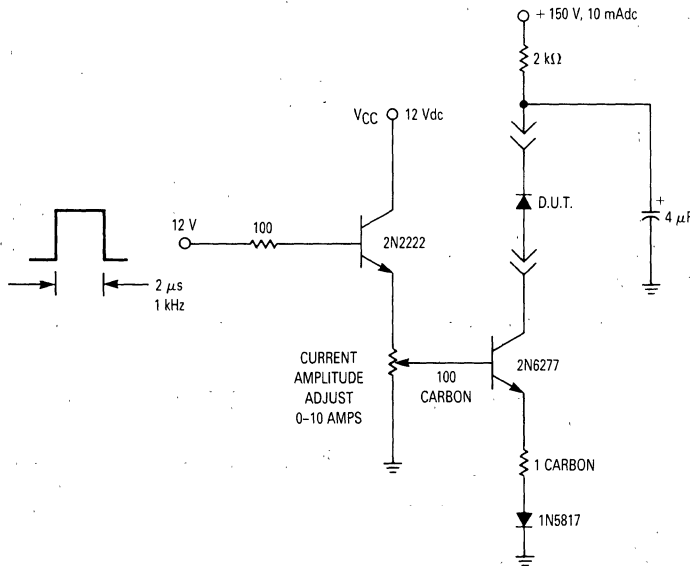 + 150 V, 10 mAdc
2 kΩ
VCC 12 Vdc
12 V
100
2N2222
D.U.T.
+
4 μF
2 μs
1 kHz
CURRENT
AMPLITUDE
ADJUST
0–10 AMPS
100
CARBON
2N6277
1 CARBON
1N5817